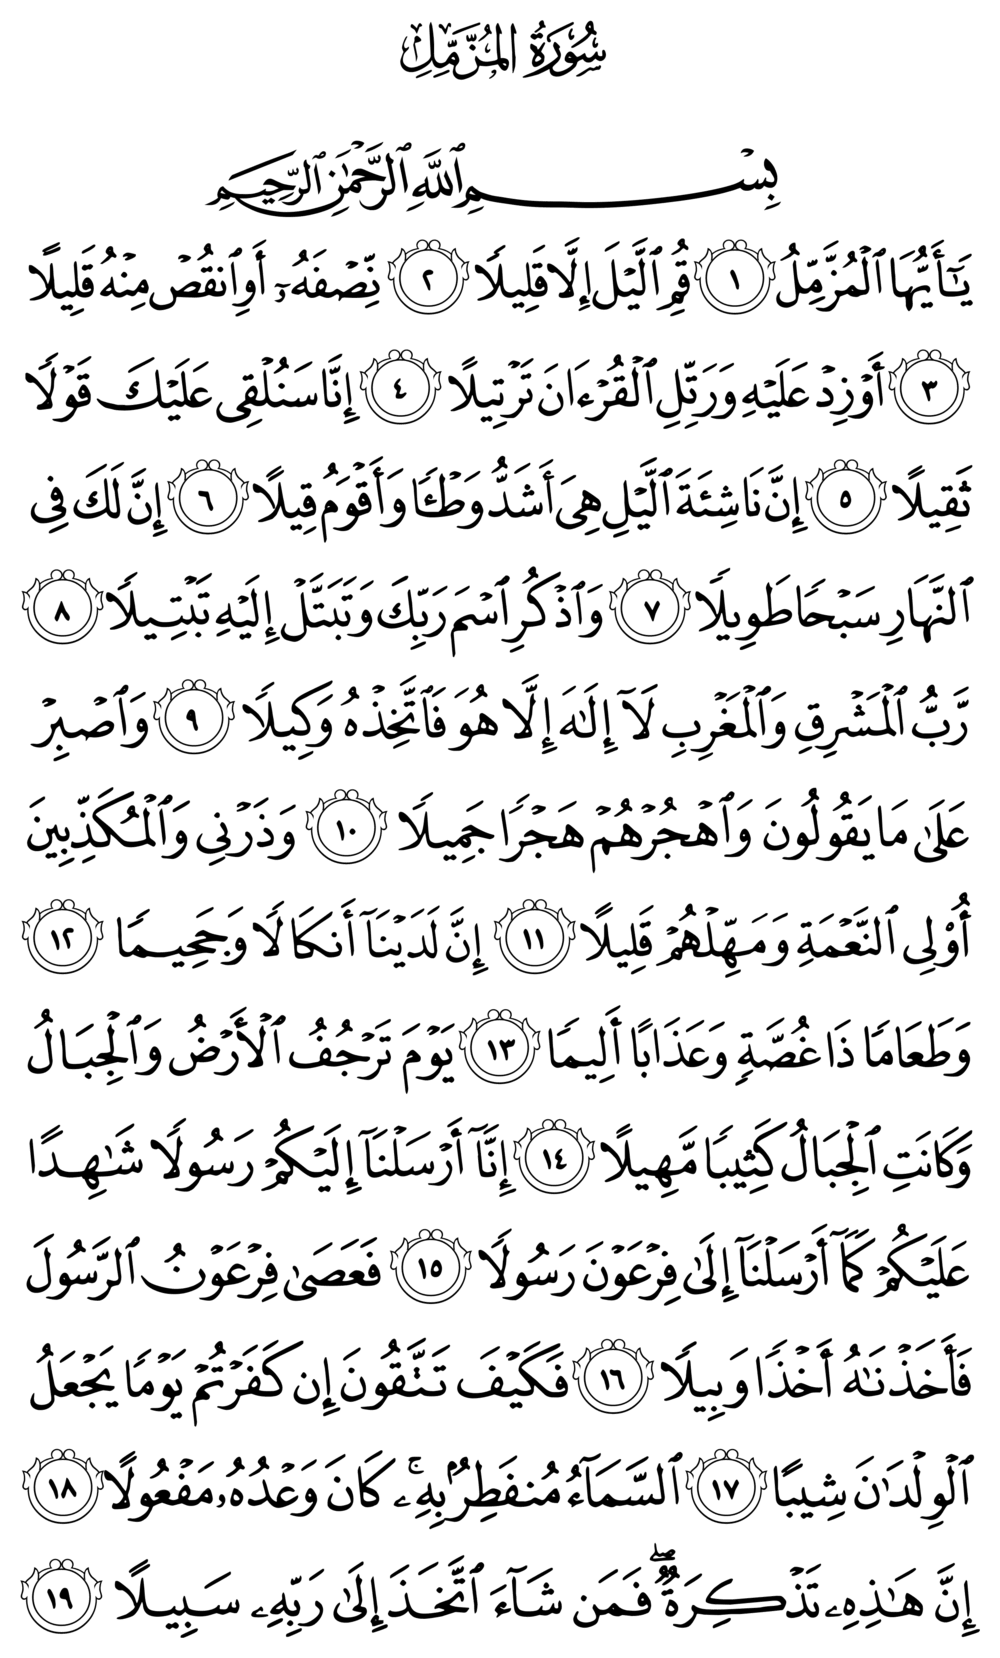 سُورَةُ الْمُزَّمِّلِ
بِسْمِ ٱللَّهِ ٱلرَّحْمَٰنِ ٱلرَّحِيمِ
يَـٰٓأَيُّهَا ٱلْمُزَّمِّلُ ١ قُمِ ٱلَّيْلَ إِلَّا قَلِيلًا ٢ نِّصْفَهُۥٓ أَوِ ٱنقُصْ مِنْهُ قَلِيلًا
٣ أَوْ زِدْ عَلَيْهِ وَرَتِّلِ ٱلْقُرْءَانَ تَرْتِيلًا ٤ إِنَّا سَنُلْقِى عَلَيْكَ قَوْلًا
ثَقِيلًا ٥ إِنَّ نَاشِئَةَ ٱلَّيْلِ هِىَ أَشَدُّ وَطْـًٔا وَأَقْوَمُ قِيلًا ٦ إِنَّ لَكَ فِى
ٱلنَّهَارِ سَبْحًا طَوِيلًا ٧ وَٱذْكُرِ ٱسْمَ رَبِّكَ وَتَبَتَّلْ إِلَيْهِ تَبْتِيلًا ٨
رَّبُّ ٱلْمَشْرِقِ وَٱلْمَغْرِبِ لَآ إِلَـٰهَ إِلَّا هُوَ فَٱتَّخِذْهُ وَكِيلًا ٩ وَٱصْبِرْ
عَلَىٰ مَا يَقُولُونَ وَٱهْجُرْهُمْ هَجْرًا جَمِيلًا ١٠ وَذَرْنِى وَٱلْمُكَذِّبِينَ
أُو۟لِى ٱلنَّعْمَةِ وَمَهِّلْهُمْ قَلِيلًا ١١ إِنَّ لَدَيْنَآ أَنكَالًا وَجَحِيمًا ١٢
وَطَعَامًا ذَا غُصَّةٍ وَعَذَابًا أَلِيمًا ١٣ يَوْمَ تَرْجُفُ ٱلْأَرْضُ وَٱلْجِبَالُ
وَكَانَتِ ٱلْجِبَالُ كَثِيبًا مَّهِيلًا ١٤ إِنَّآ أَرْسَلْنَآ إِلَيْكُمْ رَسُولًا شَـٰهِدًا
عَلَيْكُمْ كَمَآ أَرْسَلْنَآ إِلَىٰ فِرْعَوْنَ رَسُولًا ١٥ فَعَصَىٰ فِرْعَوْنُ ٱلرَّسُولَ
فَأَخَذْنَـٰهُ أَخْذًا وَبِيلًا ١٦ فَكَيْفَ تَتَّقُونَ إِن كَفَرْتُمْ يَوْمًا يَجْعَلُ
ٱلْوِلْدَٰنَ شِيبًا ١٧ ٱلسَّمَآءُ مُنفَطِرٌۢ بِهِۦ ۚ كَانَ وَعْدُهُۥ مَفْعُولًا ١٨
إِنَّ هَـٰذِهِۦ تَذْكِرَةٌ ۖ فَمَن شَآءَ ٱتَّخَذَ إِلَىٰ رَبِّهِۦ سَبِيلًا ١٩